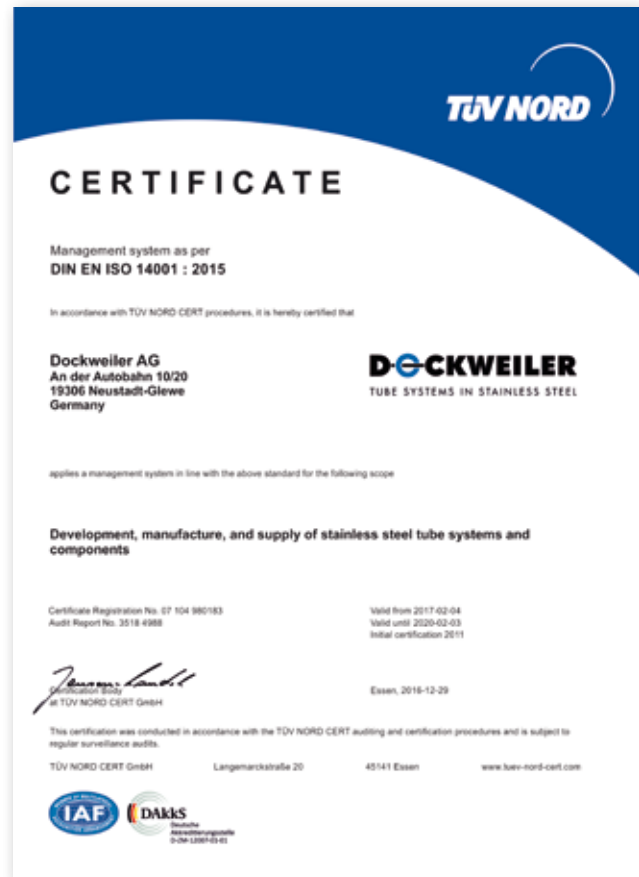 TÜV NORD
CERTIFICATE
Management system as per
DIN EN ISO 14001 : 2015
In accordance with TÜV NORD CERT procedures, it is hereby certified that
Dockweiler AG
An der Autobahn 10/20
19306 Neustadt-Glewe
Germany
DOCKWEILER
TUBE SYSTEMS IN STAINLESS STEEL
applies a management system in line with the above standard for the following scope
Development, manufacture, and supply of stainless steel tube systems and
components
Certificate Registration No. 07 104 980183
Audit Report No. 3518 4988
Valid from 2017-02-04
Valid until 2020-02-03
Initial certification 2011
Certification Body
at TÜV NORD CERT GmbH
Essen, 2016-12-29
This certification was conducted in accordance with the TÜV NORD CERT auditing and certification procedures and is subject to
regular surveillance audits.
TÜV NORD CERT GmbH
Langemarckstraße 20
45141 Essen
www.tuev-nord-cert.com
IAF
DAkkS
Deutsche
Akkreditierungsstelle
D-ZM-12007-01-01